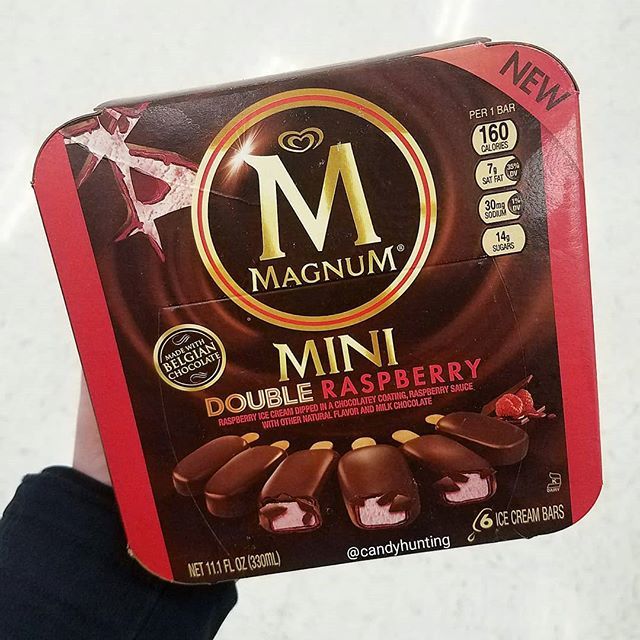 NEW
PER 1 BAR
160
CALORIES
7g
SAT FAT
35%
DV
30mg
SODIUM
1%
DV
14g
SUGARS
M
MAGNUM®
MADE WITH
BELGIAN
CHOCOLATE
MINI
DOUBLE RASPBERRY
RASPBERRY ICE CREAM DIPPED IN A CHOCOLATEY COATING, RASPBERRY SAUCE
WITH OTHER NATURAL FLAVOR AND MILK CHOCOLATE
DAIRY
6 ICE CREAM BARS
NET 11.1 FL OZ (330mL)
@candyhunting